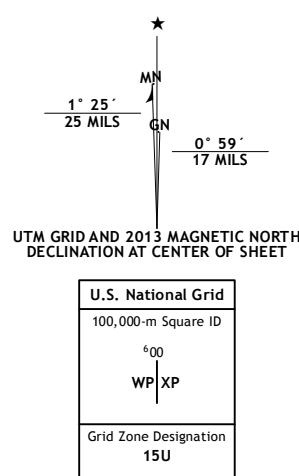 ★
MN
1° 25´
25 MILS
GN
0° 59´
17 MILS
UTM GRID AND 2013 MAGNETIC NORTH
DECLINATION AT CENTER OF SHEET
U.S. National Grid
100,000-m Square ID
⁶00
WP XP
Grid Zone Designation
15U